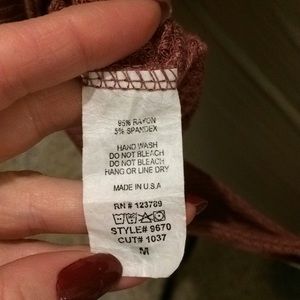 95% RAYON
5% SPANDEX
HAND WASH
DO NOT BLEACH
DO NOT BLEACH
HANG OR LINE DRY
MADE IN U.S.A
RN # 123789
STYLE# 9670
CUT# 1037
M